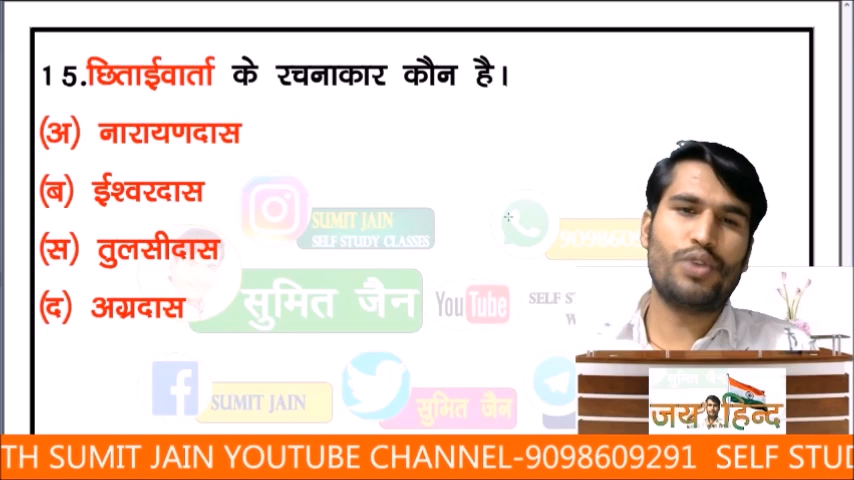 15.छिताईवार्ता के रचनाकार कौन है।
(अ) नारायणदास
(ब) ईश्वरदास
(स) तुलसीदास
(द) अग्रदास
SUMIT JAIN
SELF STUDY CLASSES
सुमित जैन
YouTube
SELF
SUMIT JAIN
सुमित जैन
जय हिन्द
TH SUMIT JAIN YOUTUBE CHANNEL-9098609291 SELF STUD